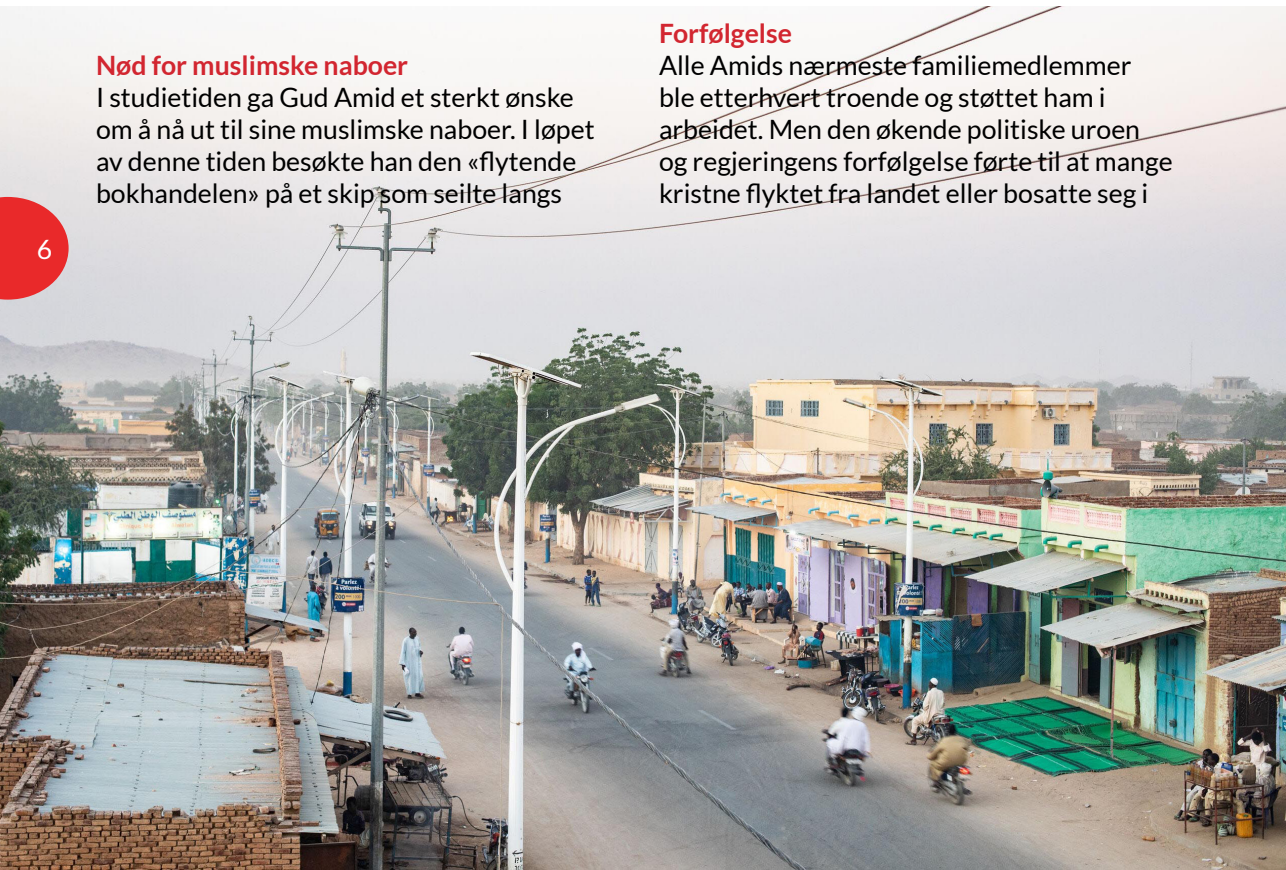 Nød for muslimske naboer
I studietiden ga Gud Amid et sterkt ønske
om å nå ut til sine muslimske naboer. I løpet
av denne tiden besøkte han den «flytende
bokhandelen» på et skip som seilte langs
Forfølgelse
Alle Amids nærmeste familiemedlemmer
ble etterhvert troende og støttet ham i
arbeidet. Men den økende politiske uroen
og regjeringens forfølgelse førte til at mange
kristne flyktet fra landet eller bosatte seg i
6
Parlez
à volonté!
200